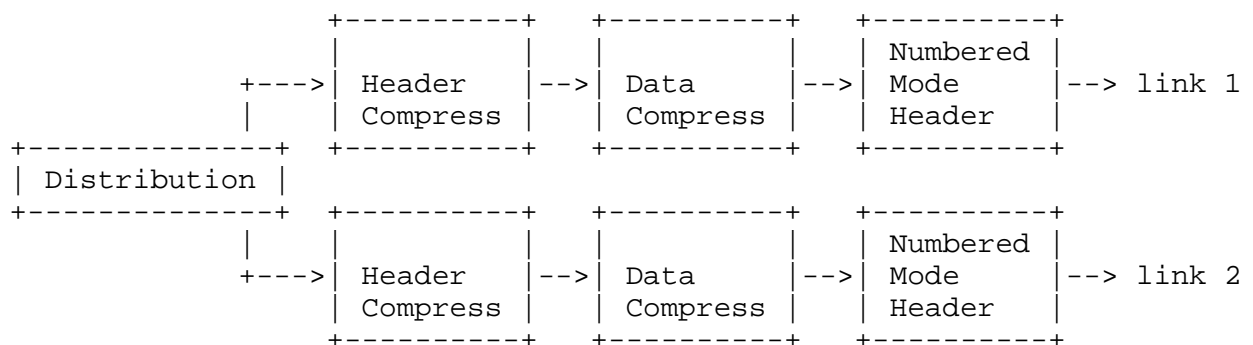 Numbered
Header Data Mode link 1
Compress Compress Header
Distribution
Numbered
Header Data Mode link 2
Compress Compress Header